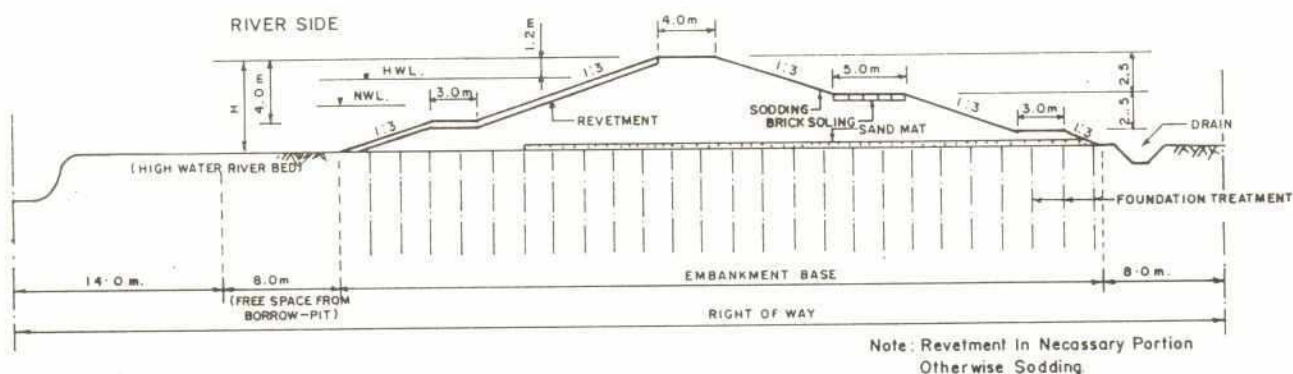 RIVER SIDE
4.0m
1.2m
HWL.
1:3
1:3
5.0m
2.5
H
4.0m
NWL.
3.0m
SODDING
BRICK SOLING
1:3
3.0m
2.5
1:3
REVETMENT
SAND MAT
1:3
DRAIN
(HIGH WATER RIVER BED)
FOUNDATION TREATMENT
14.0 m.
8.0m
EMBANKMENT BASE
8.0m.
(FREE SPACE FROM
BORROW-PIT)
RIGHT OF WAY
Note: Revetment In Necassary Portion
Otherwise Sodding